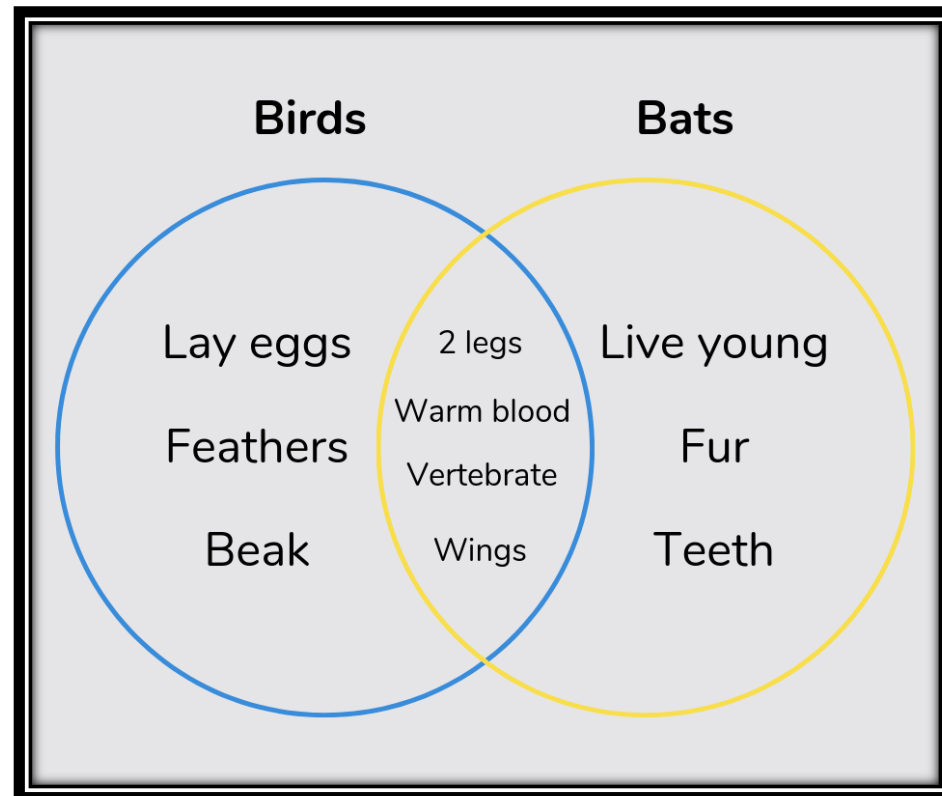 Birds
Bats
Lay eggs
Feathers
Beak
2 legs
Warm blood
Vertebrate
Wings
Live young
Fur
Teeth